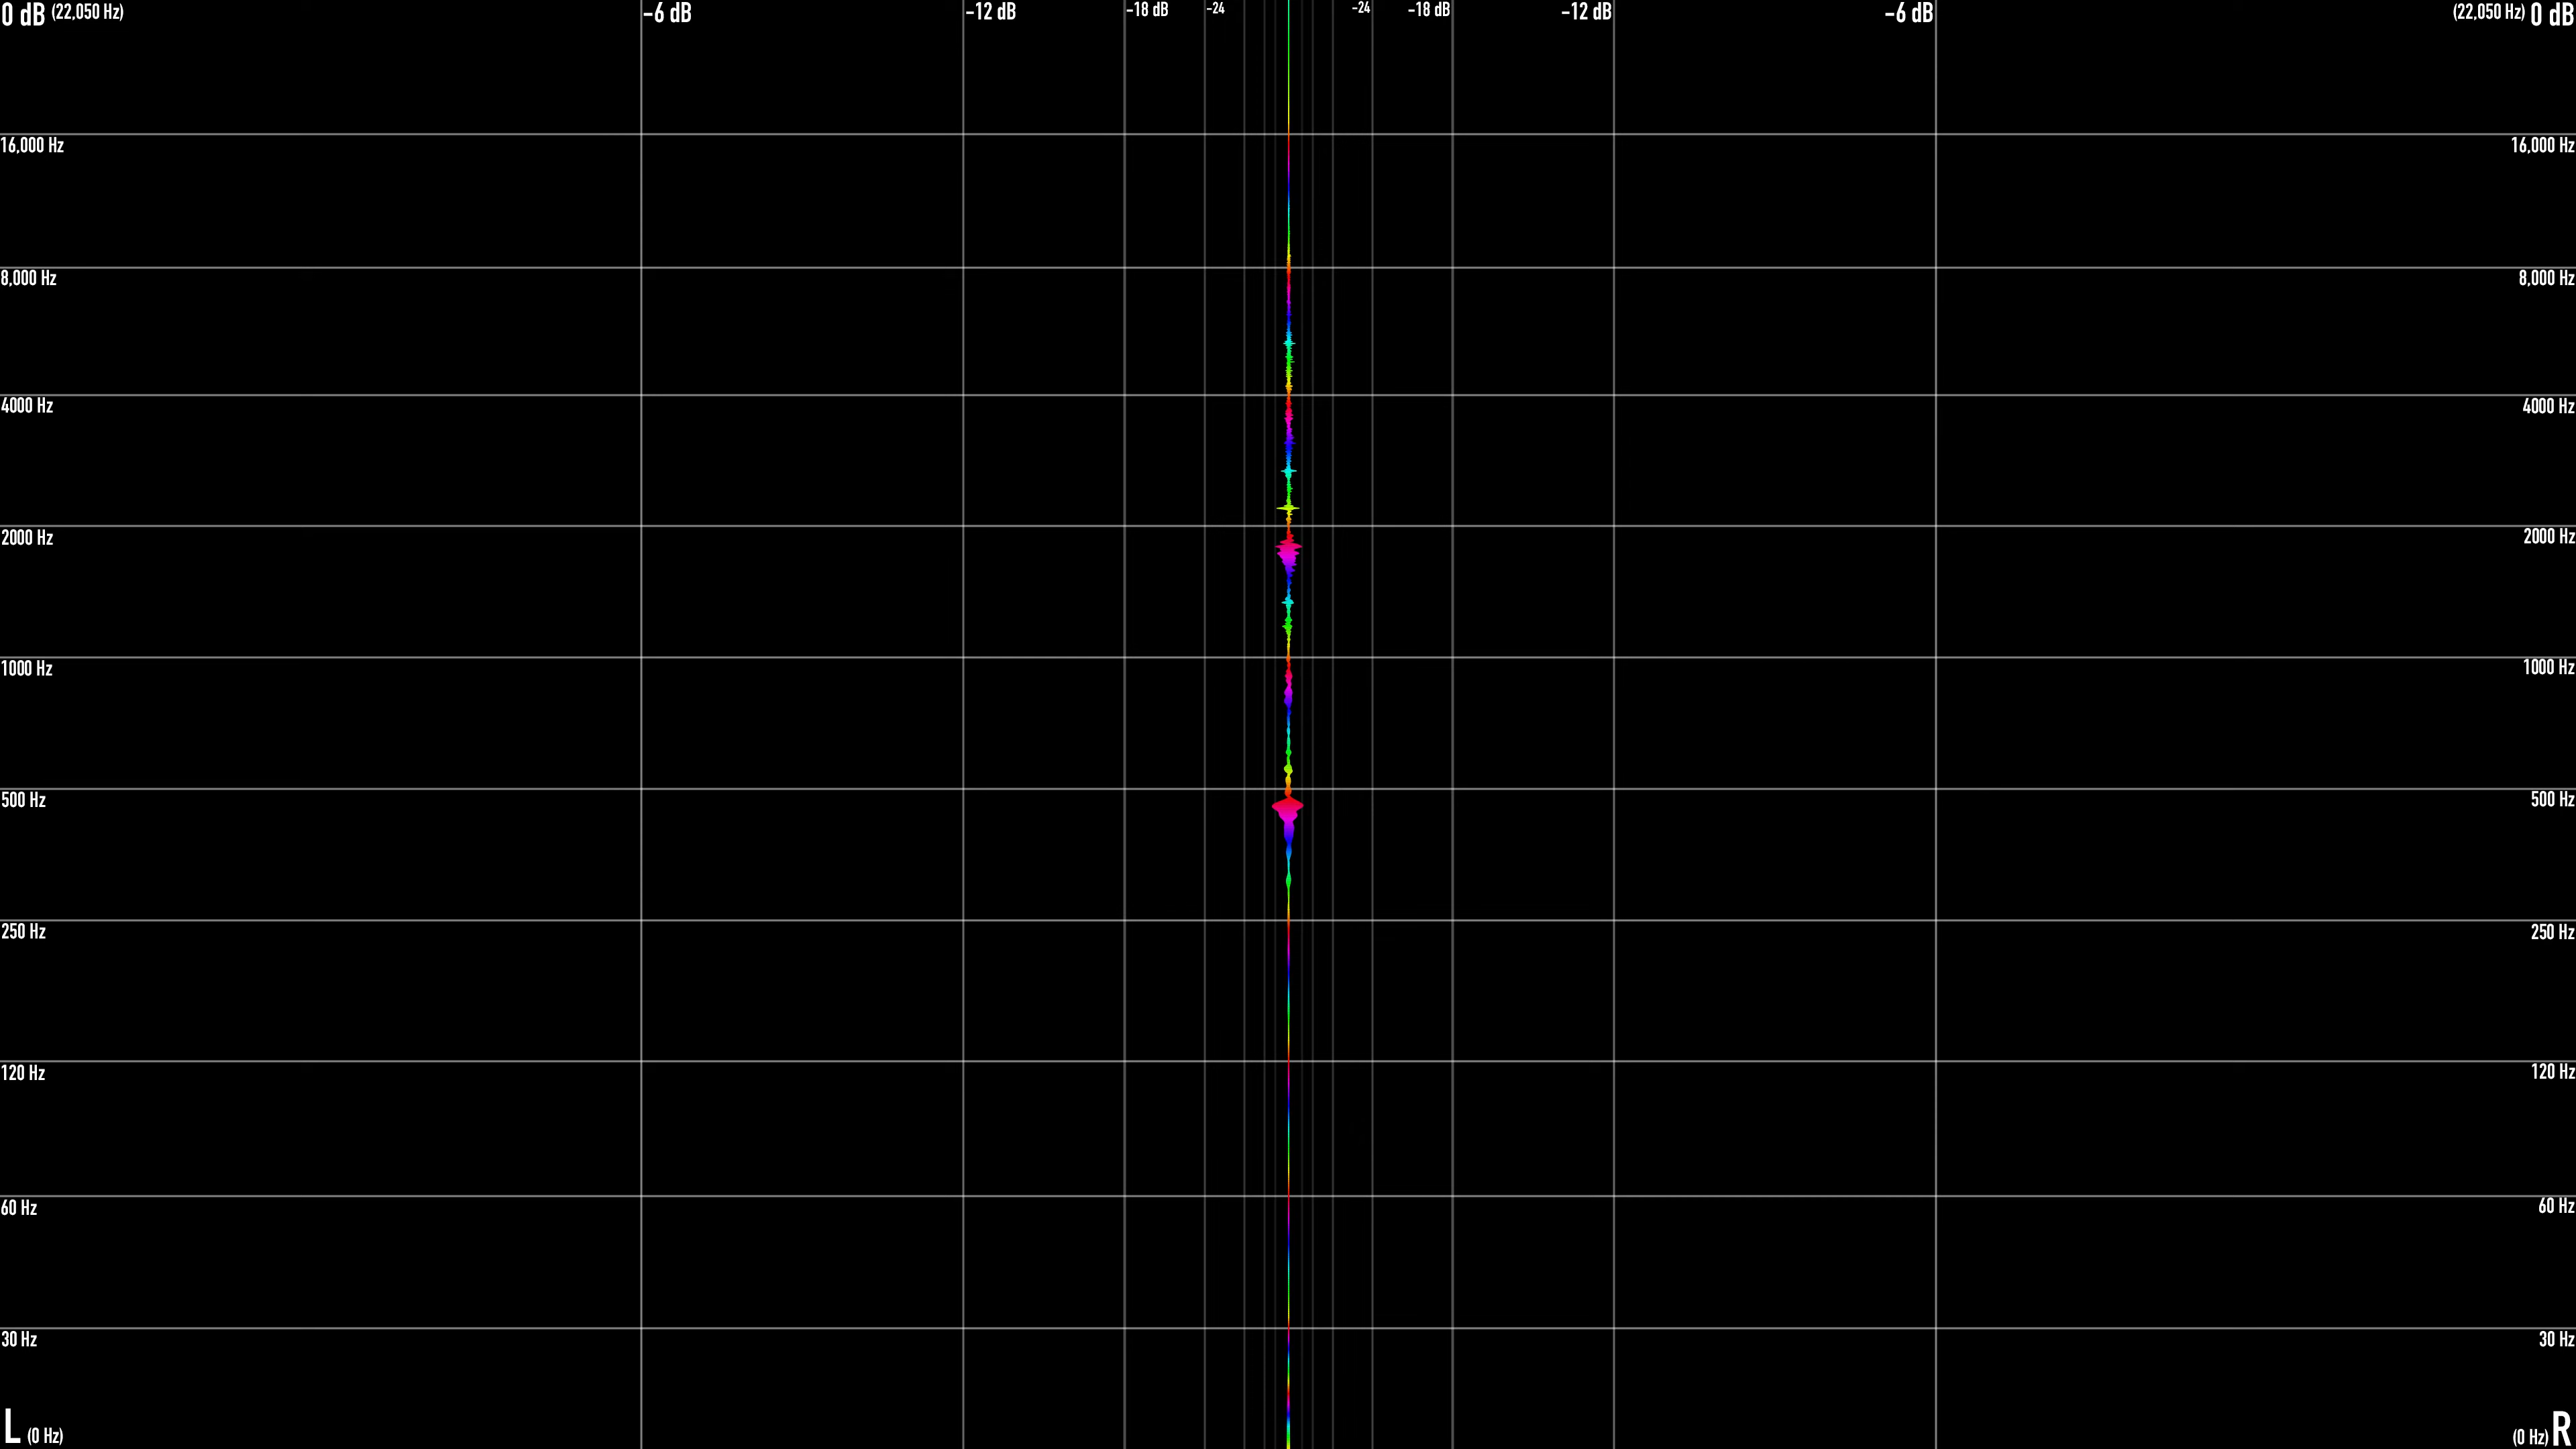 0 dB (22,050 Hz) –6 dB –12 dB –18 dB –24 –24 –18 dB –12 dB –6 dB (22,050 Hz) 0 dB
16,000 Hz 16,000 Hz
8,000 Hz 8,000 Hz
4000 Hz 4000 Hz
2000 Hz 2000 Hz
1000 Hz 1000 Hz
500 Hz 500 Hz
250 Hz 250 Hz
120 Hz 120 Hz
60 Hz 60 Hz
30 Hz 30 Hz
L (0 Hz) (0 Hz) R